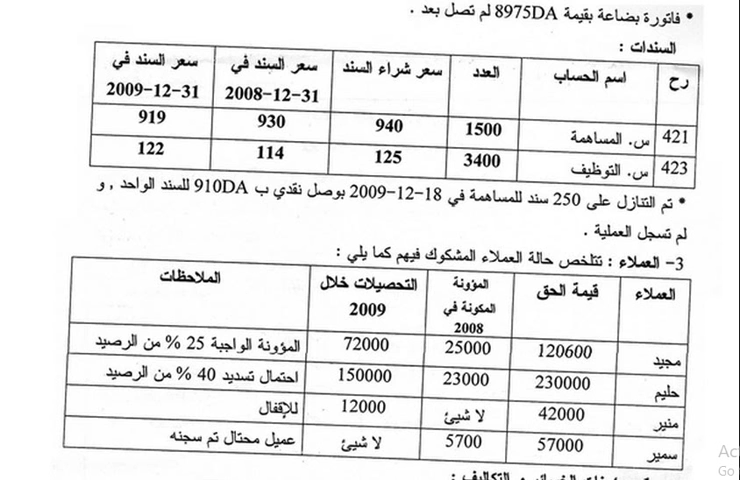 • فاتورة بضاعة بقيمة 8975DA لم تصل بعد .
السندات :
رح | اسم الحساب | العدد | سعر شراء السند | سعر السند في 31-12-2008 | سعر السند في 31-12-2009
421 | س. المساهمة | 1500 | 940 | 930 | 919
423 | س. التوظيف | 3400 | 125 | 114 | 122
• تم التنازل على 250 سند للمساهمة في 18-12-2009 بوصل نقدي ب 910DA للسند الواحد , و
لم تسجل العملية .
3- العملاء : تتلخص حالة العملاء المشكوك فيهم كما يلي :
العملاء | قيمة الحق | المؤونة المكونة في 2008 | التحصيلات خلال 2009 | الملاحظات
مجيد | 120600 | 25000 | 72000 | المؤونة الواجبة 25 % من الرصيد
حليم | 230000 | 23000 | 150000 | احتمال تسديد 40 % من الرصيد
منير | 42000 | لا شيئ | 12000 | للإقفال
سمير | 57000 | 5700 | لا شيئ | عميل محتال تم سجنه
التكاليف :
Go